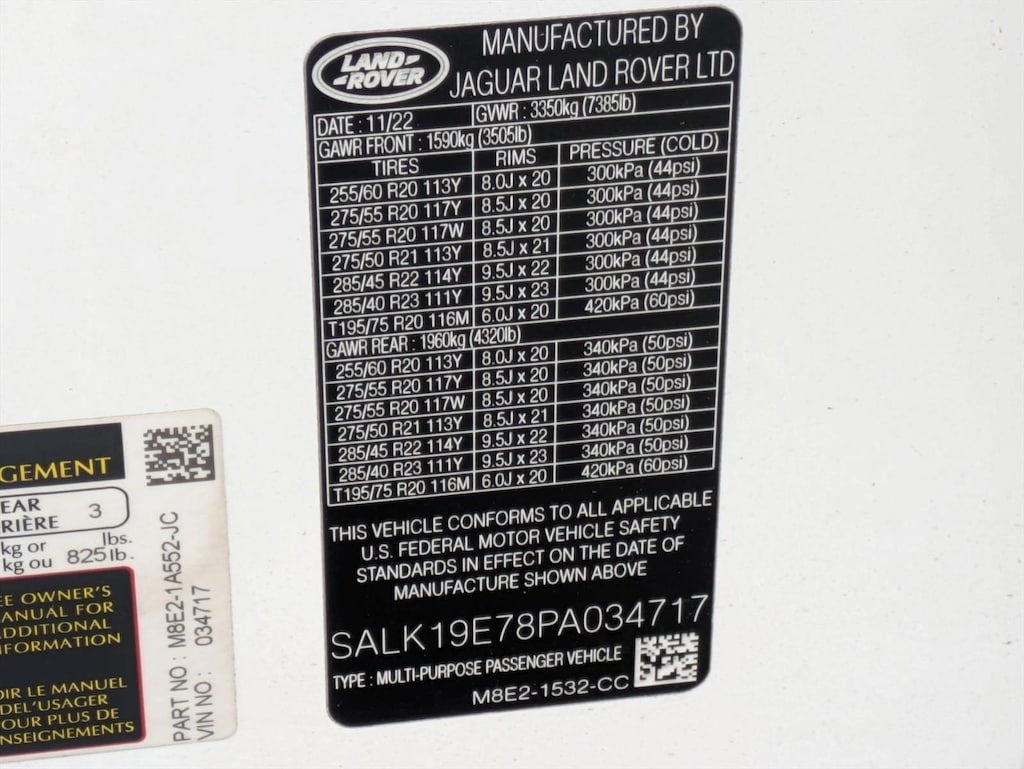 LAND-
-ROVER
MANUFACTURED BY
JAGUAR LAND ROVER LTD
DATE : 11/22 GVWR : 3350kg (7385lb)
GAWR FRONT : 1590kg (3505lb)
TIRES RIMS PRESSURE (COLD)
255/60 R20 113Y 8.0J x 20 300kPa (44psi)
275/55 R20 117Y 8.5J x 20 300kPa (44psi)
275/55 R20 117W 8.5J x 20 300kPa (44psi)
275/50 R21 113Y 8.5J x 21 300kPa (44psi)
285/45 R22 114Y 9.5J x 22 300kPa (44psi)
285/40 R23 111Y 9.5J x 23 300kPa (44psi)
T195/75 R20 116M 6.0J x 20 420kPa (60psi)
GAWR REAR : 1960kg (4320lb)
255/60 R20 113Y 8.0J x 20 340kPa (50psi)
275/55 R20 117Y 8.5J x 20 340kPa (50psi)
275/55 R20 117W 8.5J x 20 340kPa (50psi)
275/50 R21 113Y 8.5J x 21 340kPa (50psi)
285/45 R22 114Y 9.5J x 22 340kPa (50psi)
285/40 R23 111Y 9.5J x 23 340kPa (50psi)
T195/75 R20 116M 6.0J x 20 420kPa (60psi)
THIS VEHICLE CONFORMS TO ALL APPLICABLE
U.S. FEDERAL MOTOR VEHICLE SAFETY
STANDARDS IN EFFECT ON THE DATE OF
MANUFACTURE SHOWN ABOVE
SALK19E78PA034717
TYPE : MULTI-PURPOSE PASSENGER VEHICLE
M8E2-1532-CC
GEMENT
EAR
RIÈRE 3
kg or lbs.
kg ou 825 lb.
EE OWNER'S
ANUAL FOR
DDITIONAL
FORMATION
OIR LE MANUEL
DEL'USAGER
OUR PLUS DE
NSEIGNEMENTS
PART NO : M8E2-1A552-JC
VIN NO : 034717